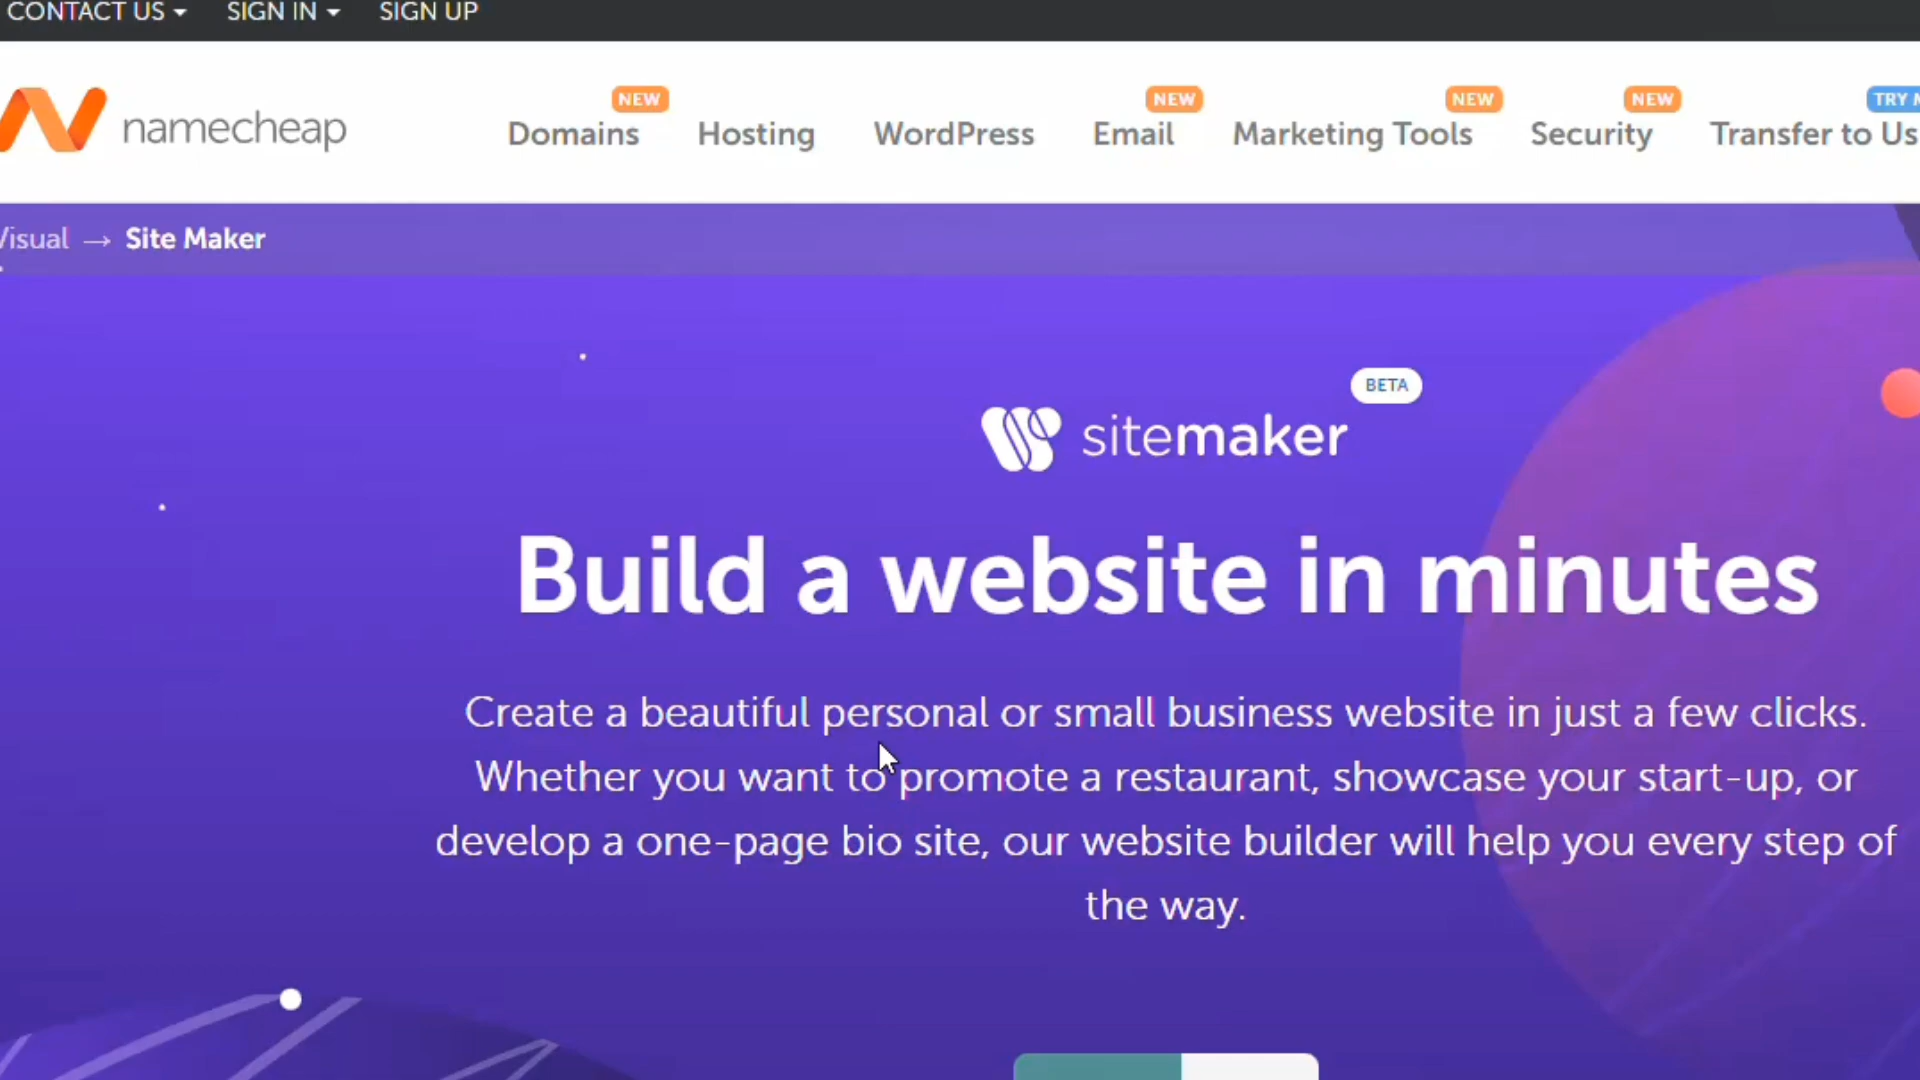 CONTACT US SIGN IN SIGN UP
namecheap
NEW NEW NEW NEW TRY
Domains Hosting WordPress Email Marketing Tools Security Transfer to Us
Visual → Site Maker
BETA
sitemaker
Build a website in minutes
Create a beautiful personal or small business website in just a few clicks.
Whether you want to promote a restaurant, showcase your start-up, or
develop a one-page bio site, our website builder will help you every step of
the way.